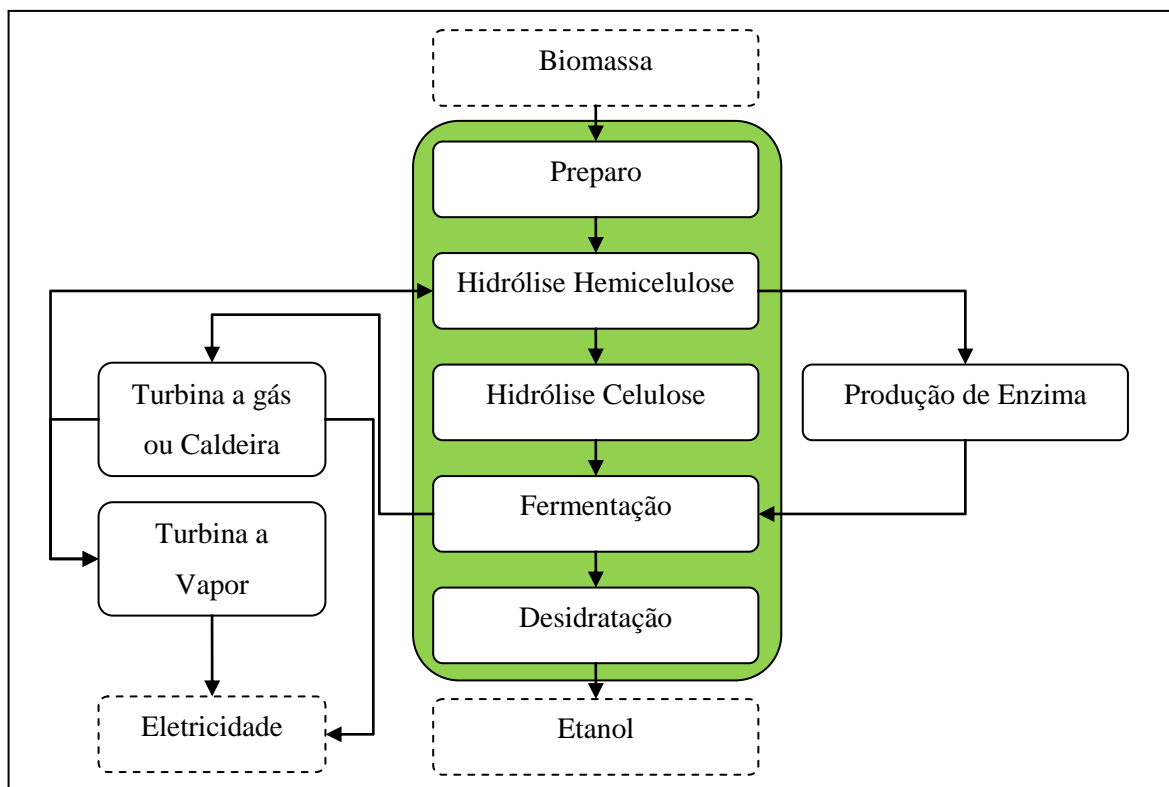 Biomassa
Preparo
Hidrólise Hemicelulose
Turbina a gás
ou Caldeira
Hidrólise Celulose
Produção de Enzima
Turbina a
Vapor
Fermentação
Desidratação
Eletricidade
Etanol